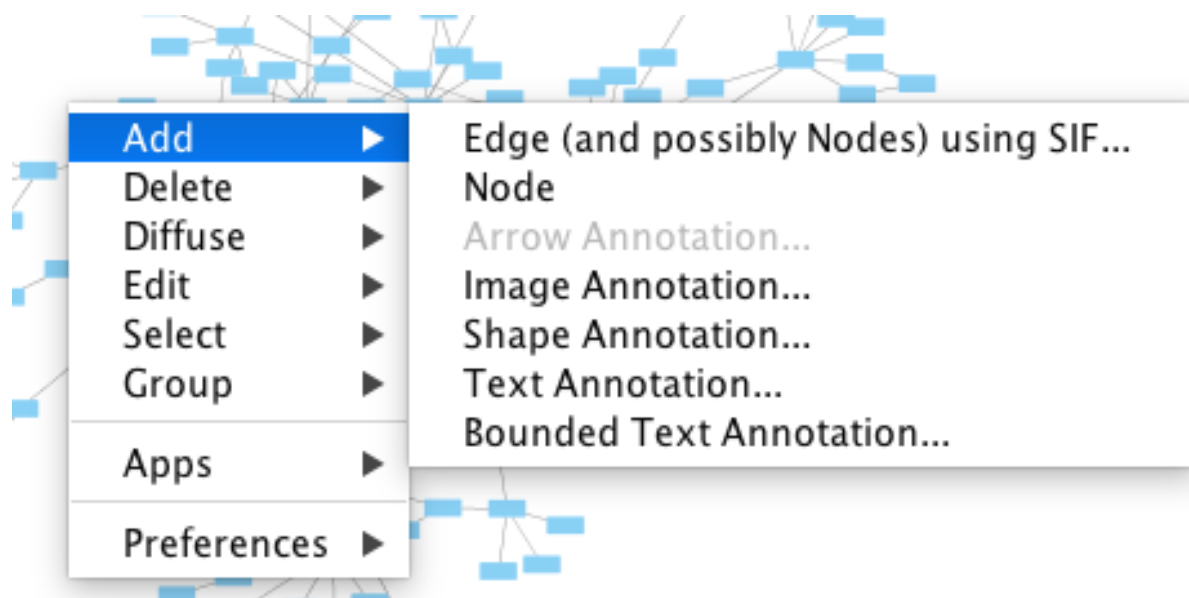 Add
Delete
Diffuse
Edit
Select
Group
Apps
Preferences
Edge (and possibly Nodes) using SIF...
Node
Arrow Annotation...
Image Annotation...
Shape Annotation...
Text Annotation...
Bounded Text Annotation...